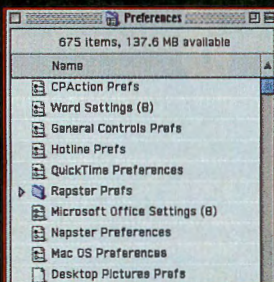 Preferences
675 items, 137.6 MB available
Name
CPAction Prefs
Word Settings (8)
General Controls Prefs
Hotline Prefs
QuickTime Preferences
Rapster Prefs
Microsoft Office Settings (8)
Napster Preferences
Mac OS Preferences
Desktop Pictures Prefs